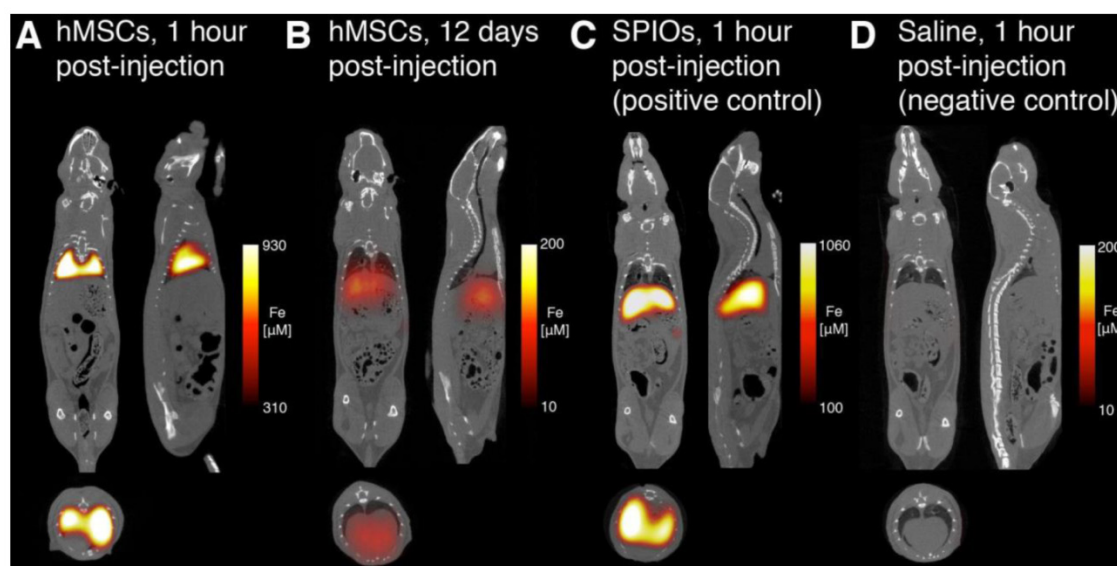 A hMSCs, 1 hour
post-injection
B hMSCs, 12 days
post-injection
C SPIOs, 1 hour
post-injection
(positive control)
D Saline, 1 hour
post-injection
(negative control)
930
Fe
[µM]
310
200
Fe
[µM]
10
1060
Fe
[µM]
100
200
Fe
[µM]
10